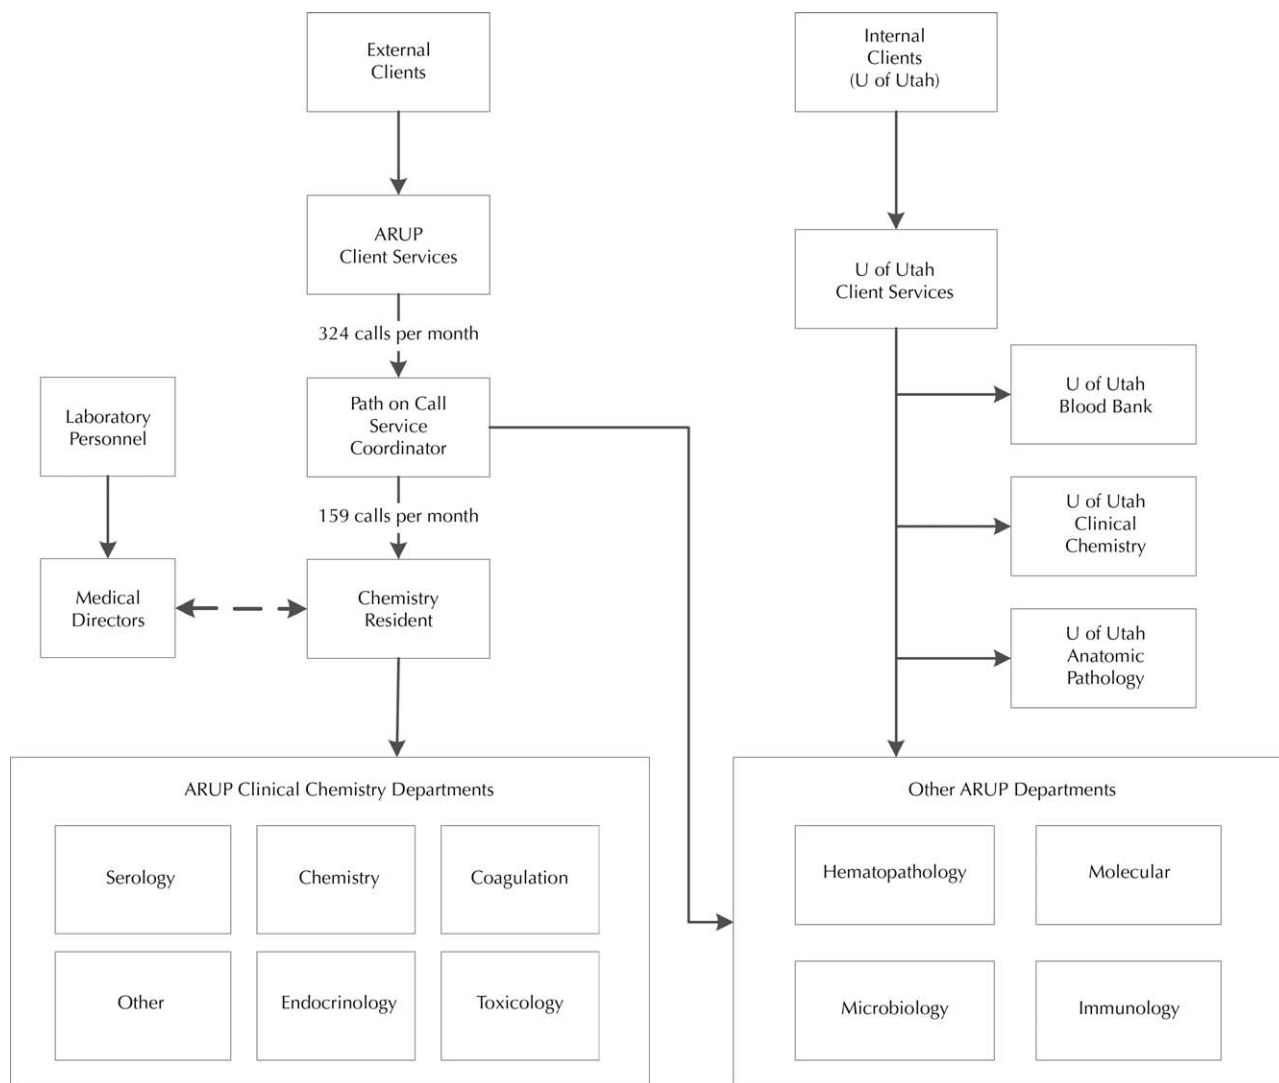 External
Clients
Internal
Clients
(U of Utah)
ARUP
Client Services
U of Utah
Client Services
324 calls per month
Laboratory
Personnel
Path on Call
Service
Coordinator
U of Utah
Blood Bank
159 calls per month
U of Utah
Clinical
Chemistry
Medical
Directors
Chemistry
Resident
U of Utah
Anatomic
Pathology
ARUP Clinical Chemistry Departments
Serology
Chemistry
Coagulation
Other
Endocrinology
Toxicology
Other ARUP Departments
Hematopathology
Molecular
Microbiology
Immunology